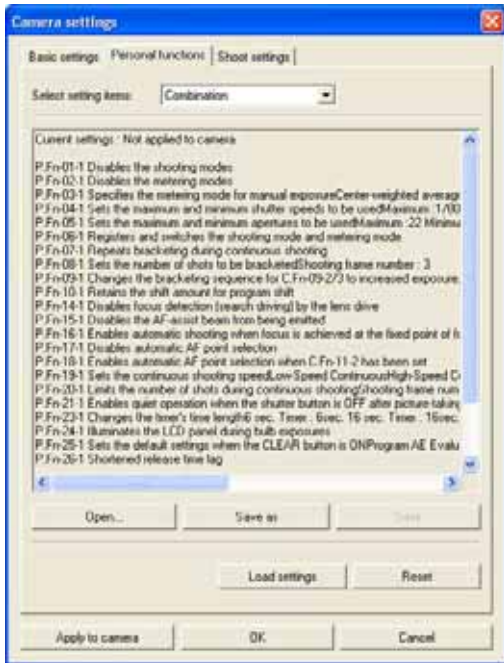 Camera settings
Basic settings Personal functions Shoot settings
Select setting items: Combination
Current settings : Not applied to camera
P.Fn-01-1 Disables the shooting modes
P.Fn-02-1 Disables the metering modes
P.Fn-03-1 Specifies the metering mode for manual exposureCenter-weighted averag
P.Fn-04-1 Sets the maximum and minimum shutter speeds to be usedMaximum :1/80
P.Fn-05-1 Sets the maximum and minimum apertures to be usedMaximum :22 Minimu
P.Fn-06-1 Registers and switches the shooting mode and metering mode
P.Fn-07-1 Repeats bracketing during continuous shooting
P.Fn-08-1 Sets the number of shots to be bracketedShooting frame number : 3
P.Fn-09-1 Changes the bracketing sequence for C.Fn-09-2/3 to increased exposure,
P.Fn-10-1 Retains the shift amount for program shift
P.Fn-14-1 Disables focus detection (search driving) by the lens drive
P.Fn-15-1 Disables the AF-assist beam from being emitted
P.Fn-16-1 Enables automatic shooting when focus is achieved at the fixed point of fo
P.Fn-17-1 Disables automatic AF point selection
P.Fn-18-1 Enables automatic AF point selection when C.Fn-11-2 has been set
P.Fn-19-1 Sets the continuous shooting speedLow-Speed ContinuousHigh-Speed Co
P.Fn-20-1 Limits the number of shots during continuous shootingShooting frame num
P.Fn-21-1 Enables quiet operation when the shutter button is OFF after picture-taking
P.Fn-23-1 Changes the timer's time length6 sec. Timer : 6sec. 16 sec. Timer : 16sec.
P.Fn-24-1 Illuminates the LCD panel during bulb exposures
P.Fn-25-1 Sets the default settings when the CLEAR button is ONProgram AE Evalu
P.Fn-26-1 Shortened release time lag
Open... Save as Save
Load settings Reset
Apply to camera OK Cancel